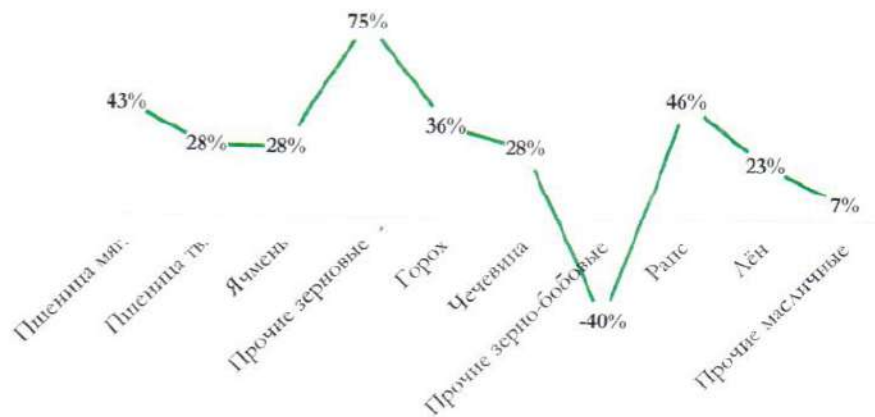 75%
43%
28%
28%
36%
28%
46%
23%
7%
-40%
Пшеница мяг.
Пшеница тв.
Ячмень
Прочие зерновые
Горох
Чечевица
Прочие зерно-бобовые
Рапс
Лён
Прочие масличные